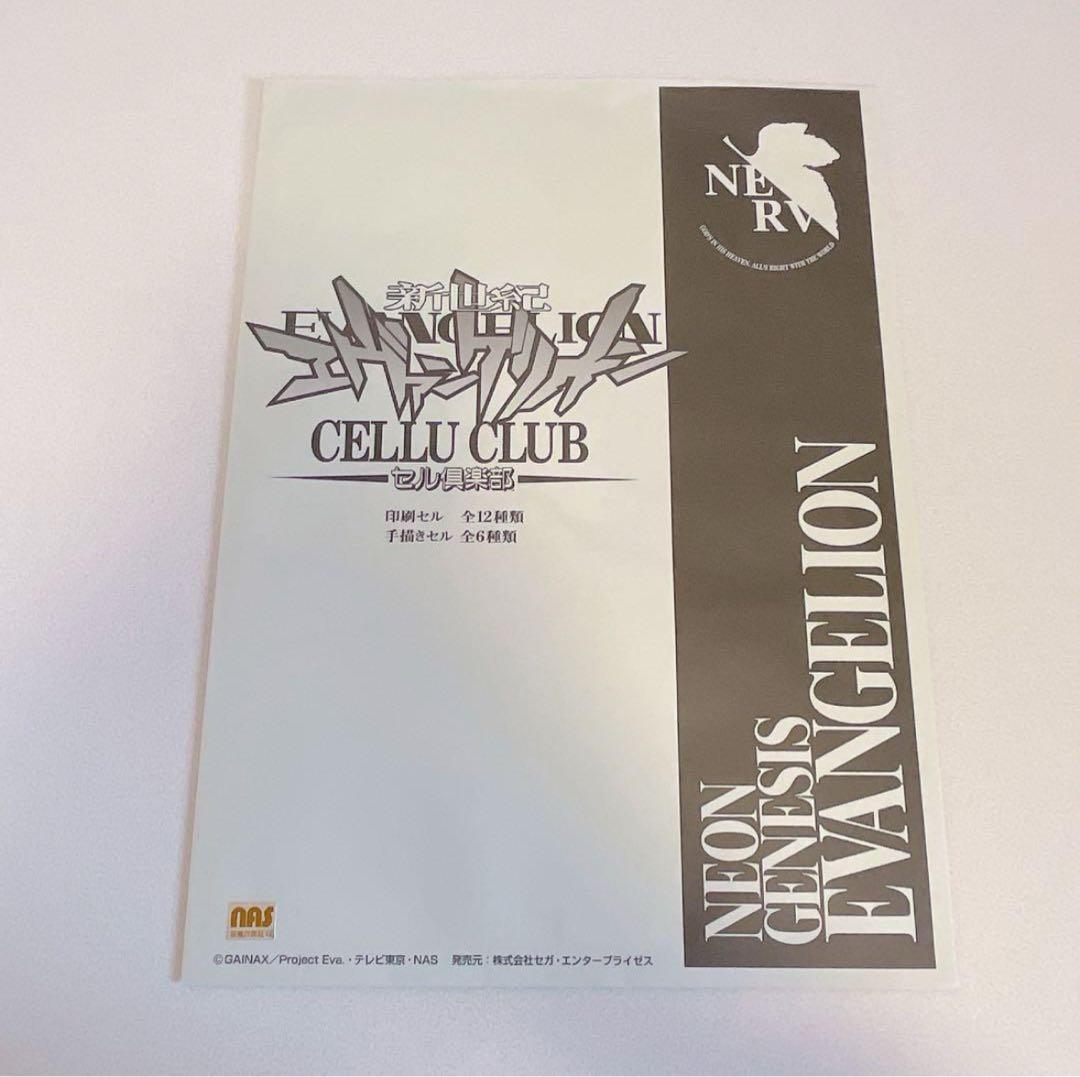 NERV
GOD'S IN HIS HEAVEN. ALL'S RIGHT WITH THE WORLD
新世紀
EVANGELION
エヴァンゲリオン
CELLU CLUB
セル倶楽部
印刷セル 全12種類
手描きセル 全6種類
NEON
GENESIS
EVANGELION
nas
©GAINAX／Project Eva.・テレビ東京・NAS 発売元：株式会社セガ・エンタープライゼス